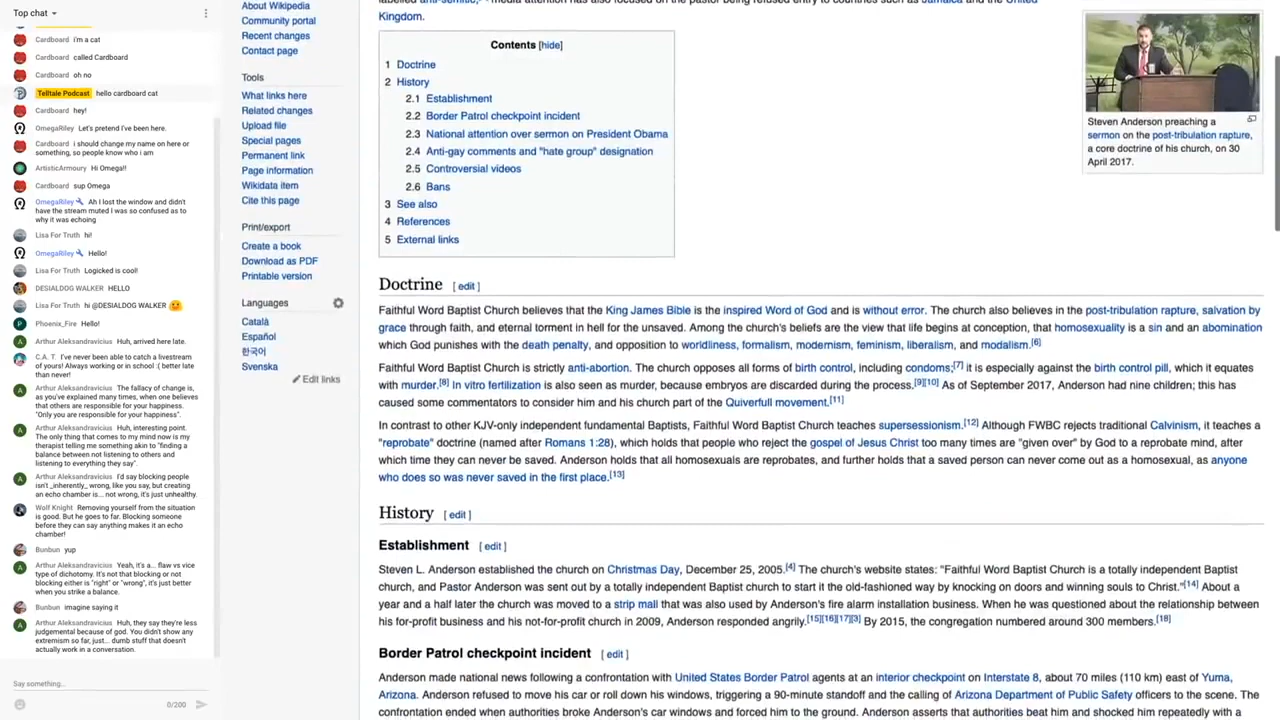 Top chat
Cardboard i'm a cat
Cardboard called Cardboard
Cardboard oh no
Telltale Podcast hello cardboard cat
Cardboard hey!
OmegaRiley Let's pretend I've been here.
Cardboard i should change my name on here or
something, so people know who i am
ArtisticArmoury Hi Omega!!
Cardboard sup Omega
OmegaRiley Ah I lost the window and didn't
have the stream muted I was so confused as to
why it was echoing
Lisa For Truth hi!
OmegaRiley Hello!
Lisa For Truth Logicked is cool!
DESIALDOG WALKER HELLO
Lisa For Truth hi @DESIALDOG WALKER
Phoenix_Fire Hello!
Arthur Aleksandravicius Huh, arrived late.
C.A. T. I've never been able to catch a livestream
of yours! Always working or in school :( better late
than never!
Arthur Aleksandravicius The fallacy of change is,
as you've explained many times, when one believes
that others are responsible for your happiness.
"Only you are responsible for your happiness".
Arthur Aleksandravicius Huh, interesting point.
The only thing that comes to my mind now is my
therapist telling me something akin to "finding a
balance between not listening to others and
listening to everything they say".
Arthur Aleksandravicius I'd say blocking people
isn't _inherently_ wrong, like you say, but creating
an echo chamber is... not wrong, it's just unhealthy.
Wolf Knight Removing yourself from the situation
is good. But he goes to far. Blocking someone
before they can say anything makes it an echo
chamber!
Bunbun yup
Arthur Aleksandravicius Yeah, it's a... flaw vs vice
type of dichotomy. It's not that blocking or not
blocking either is "right" or "wrong", it's just better
when you strike a balance.
Bunbun imagine saying it
Arthur Aleksandravicius Huh, they say they're less
judgemental because of god. You didn't show any
extremism so far, just... dumb stuff that doesn't
actually work in a conversation.
Say something...
0/200
About Wikipedia
Community portal
Recent changes
Contact page
Tools
What links here
Related changes
Upload file
Special pages
Permanent link
Page information
Wikidata item
Cite this page
Print/export
Create a book
Download as PDF
Printable version
Languages
Català
Español
한국어
Svenska
Edit links
labelled anti-semitic, media attention has also focused on the pastor being refused entry to countries such as Jamaica and the United
Kingdom.
Contents [hide]
1 Doctrine
2 History
2.1 Establishment
2.2 Border Patrol checkpoint incident
2.3 National attention over sermon on President Obama
2.4 Anti-gay comments and "hate group" designation
2.5 Controversial videos
2.6 Bans
3 See also
4 References
5 External links
Steven Anderson preaching a
sermon on the post-tribulation rapture,
a core doctrine of his church, on 30
April 2017.
Doctrine [ edit ]
Faithful Word Baptist Church believes that the King James Bible is the inspired Word of God and is without error. The church also believes in the post-tribulation rapture, salvation by
grace through faith, and eternal torment in hell for the unsaved. Among the church's beliefs are the view that life begins at conception, that homosexuality is a sin and an abomination
which God punishes with the death penalty, and opposition to worldliness, formalism, modernism, feminism, liberalism, and modalism.[6]
Faithful Word Baptist Church is strictly anti-abortion. The church opposes all forms of birth control, including condoms;[7] it is especially against the birth control pill, which it equates
with murder.[8] In vitro fertilization is also seen as murder, because embryos are discarded during the process.[9][10] As of September 2017, Anderson had nine children; this has
caused some commentators to consider him and his church part of the Quiverfull movement.[11]
In contrast to other KJV-only independent fundamental Baptists, Faithful Word Baptist Church teaches supersessionism.[12] Although FWBC rejects traditional Calvinism, it teaches a
"reprobate" doctrine (named after Romans 1:28), which holds that people who reject the gospel of Jesus Christ too many times are "given over" by God to a reprobate mind, after
which time they can never be saved. Anderson holds that all homosexuals are reprobates, and further holds that a saved person can never come out as a homosexual, as anyone
who does so was never saved in the first place.[13]
History [ edit ]
Establishment [ edit ]
Steven L. Anderson established the church on Christmas Day, December 25, 2005.[4] The church's website states: "Faithful Word Baptist Church is a totally independent Baptist
church, and Pastor Anderson was sent out by a totally independent Baptist church to start it the old-fashioned way by knocking on doors and winning souls to Christ."[14] About a
year and a half later the church was moved to a strip mall that was also used by Anderson's fire alarm installation business. When he was questioned about the relationship between
his for-profit business and his not-for-profit church in 2009, Anderson responded angrily.[15][16][17][3] By 2015, the congregation numbered around 300 members.[18]
Border Patrol checkpoint incident [ edit ]
Anderson made national news following a confrontation with United States Border Patrol agents at an interior checkpoint on Interstate 8, about 70 miles (110 km) east of Yuma,
Arizona. Anderson refused to move his car or roll down his windows, triggering a 90-minute standoff and the calling of Arizona Department of Public Safety officers to the scene. The
confrontation ended when authorities broke Anderson's car windows and forced him to the ground. Anderson asserts that authorities beat him and shocked him repeatedly with a